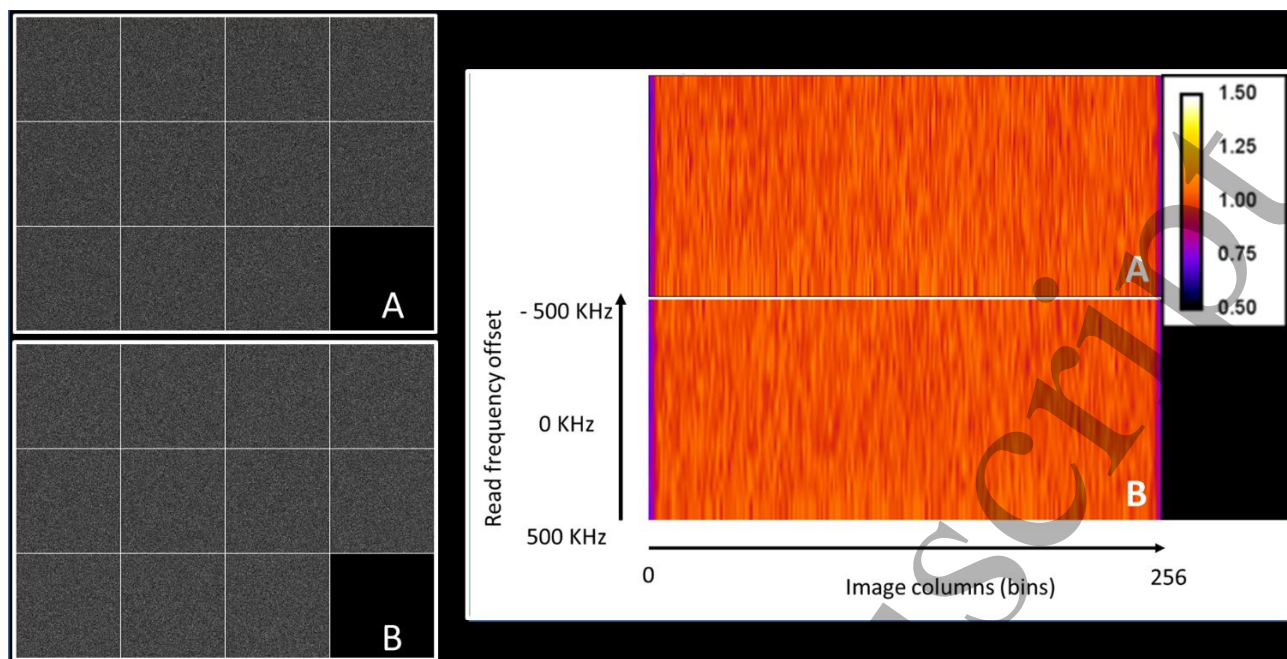 A
B
Read frequency offset
- 500 KHz
0 KHz
500 KHz
A
B
0
256
Image columns (bins)
1.50
1.25
1.00
0.75
0.50
script